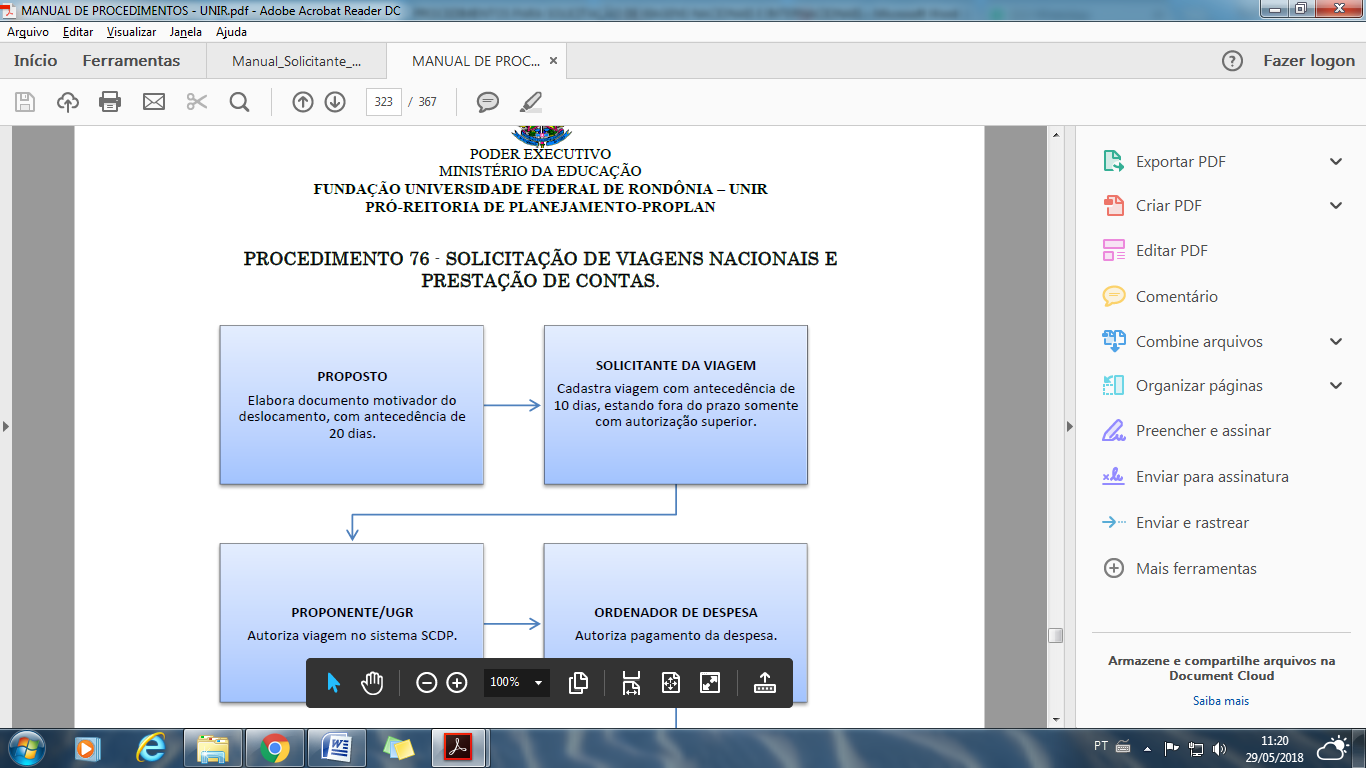 MANUAL DE PROCEDIMENTOS - UNIR.pdf - Adobe Acrobat Reader DC
Arquivo Editar Visualizar Janela Ajuda
Início Ferramentas Manual_Solicitante_... MANUAL DE PROC... × Fazer logon
323 / 367
PODER EXECUTIVO
MINISTÉRIO DA EDUCAÇÃO
FUNDAÇÃO UNIVERSIDADE FEDERAL DE RONDÔNIA – UNIR
PRÓ-REITORIA DE PLANEJAMENTO-PROPLAN
PROCEDIMENTO 76 - SOLICITAÇÃO DE VIAGENS NACIONAIS E
PRESTAÇÃO DE CONTAS.
PROPOSTO
Elabora documento motivador do
deslocamento, com antecedência de
20 dias.
SOLICITANTE DA VIAGEM
Cadastra viagem com antecedência de
10 dias, estando fora do prazo somente
com autorização superior.
PROPONENTE/UGR
Autoriza viagem no sistema SCDP.
ORDENADOR DE DESPESA
Autoriza pagamento da despesa.
100%
Exportar PDF
Criar PDF
Editar PDF
Comentário
Combine arquivos
Organizar páginas
Preencher e assinar
Enviar para assinatura
Enviar e rastrear
Mais ferramentas
Armazene e compartilhe arquivos na
Document Cloud
Saiba mais
PT
11:20
29/05/2018